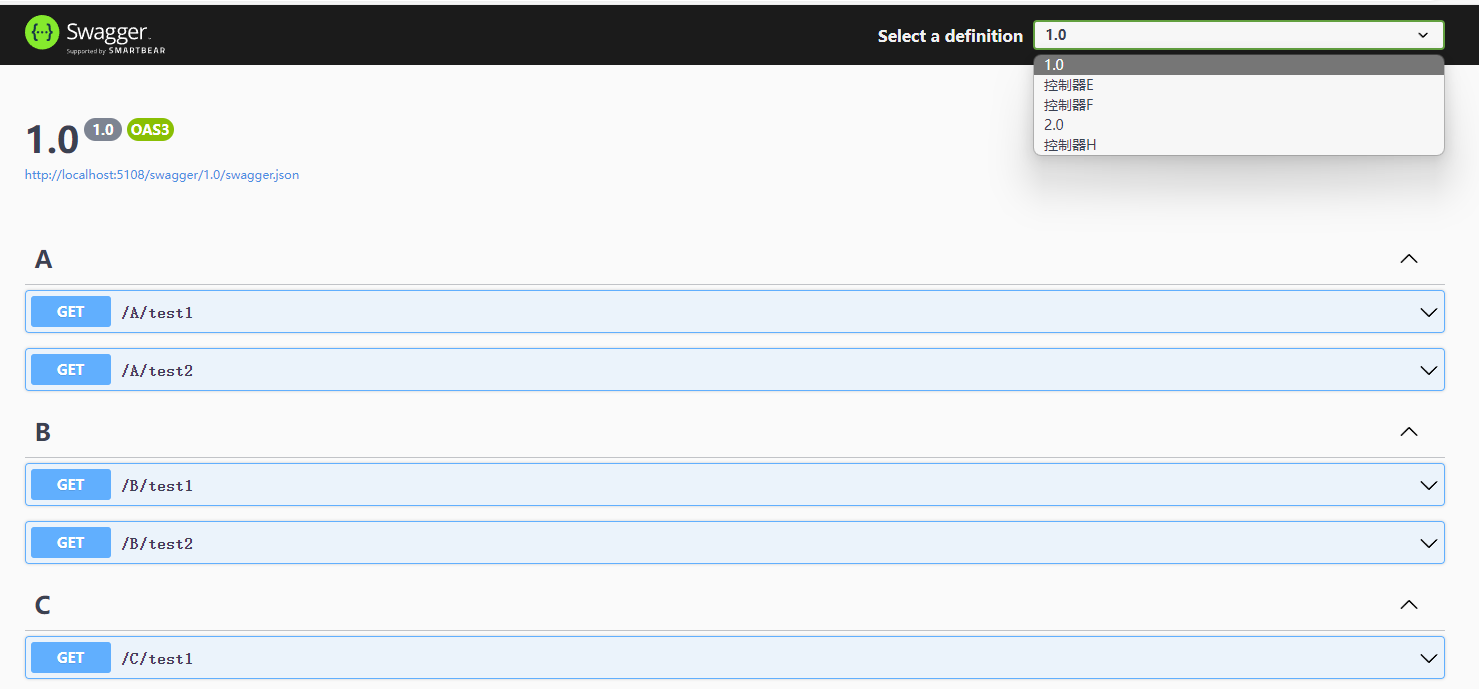 Swagger
Supported by SMARTBEAR
Select a definition
1.0
1.0
控制器E
控制器F
2.0
控制器H
1.0 1.0 OAS3
http://localhost:5108/swagger/1.0/swagger.json
A
GET /A/test1
GET /A/test2
B
GET /B/test1
GET /B/test2
C
GET /C/test1